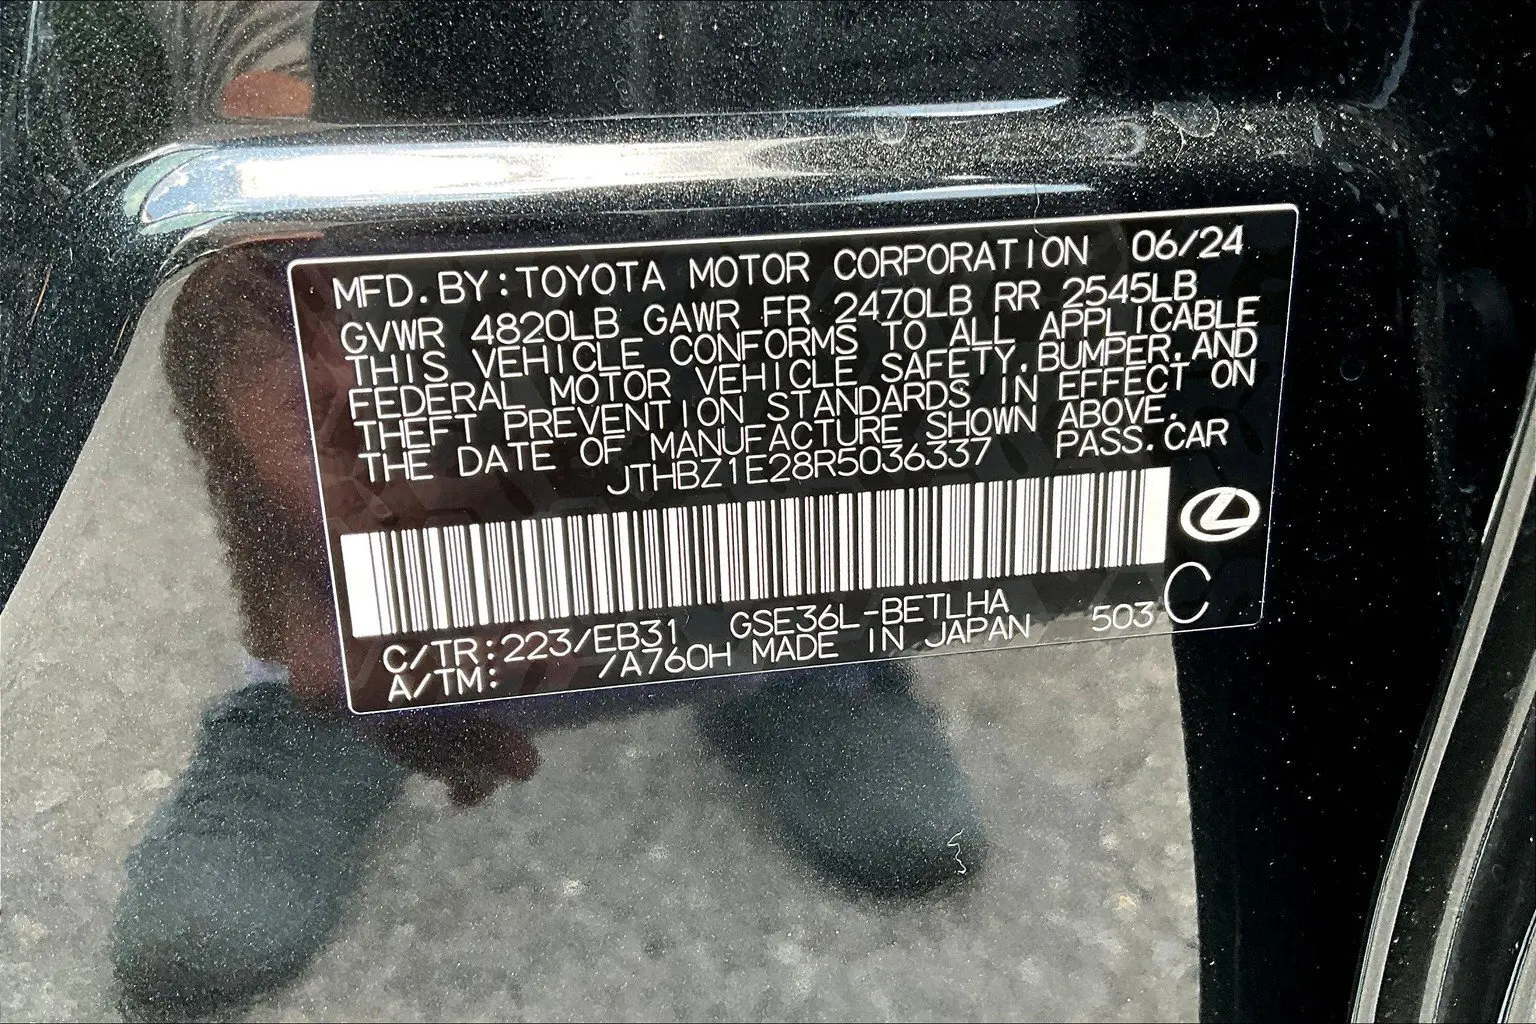 MFD.BY:TOYOTA MOTOR CORPORATION 06/24
GVWR 4820LB GAWR FR 2470LB RR 2545LB
THIS VEHICLE CONFORMS TO ALL APPLICABLE
FEDERAL MOTOR VEHICLE SAFETY,BUMPER,AND
THEFT PREVENTION STANDARDS IN EFFECT ON
THE DATE OF MANUFACTURE SHOWN ABOVE.
JTHBZ1E28R5036337 PASS.CAR
C/TR:223/EB31 GSE36L-BETLHA 503 C
A/TM: /A760H MADE IN JAPAN